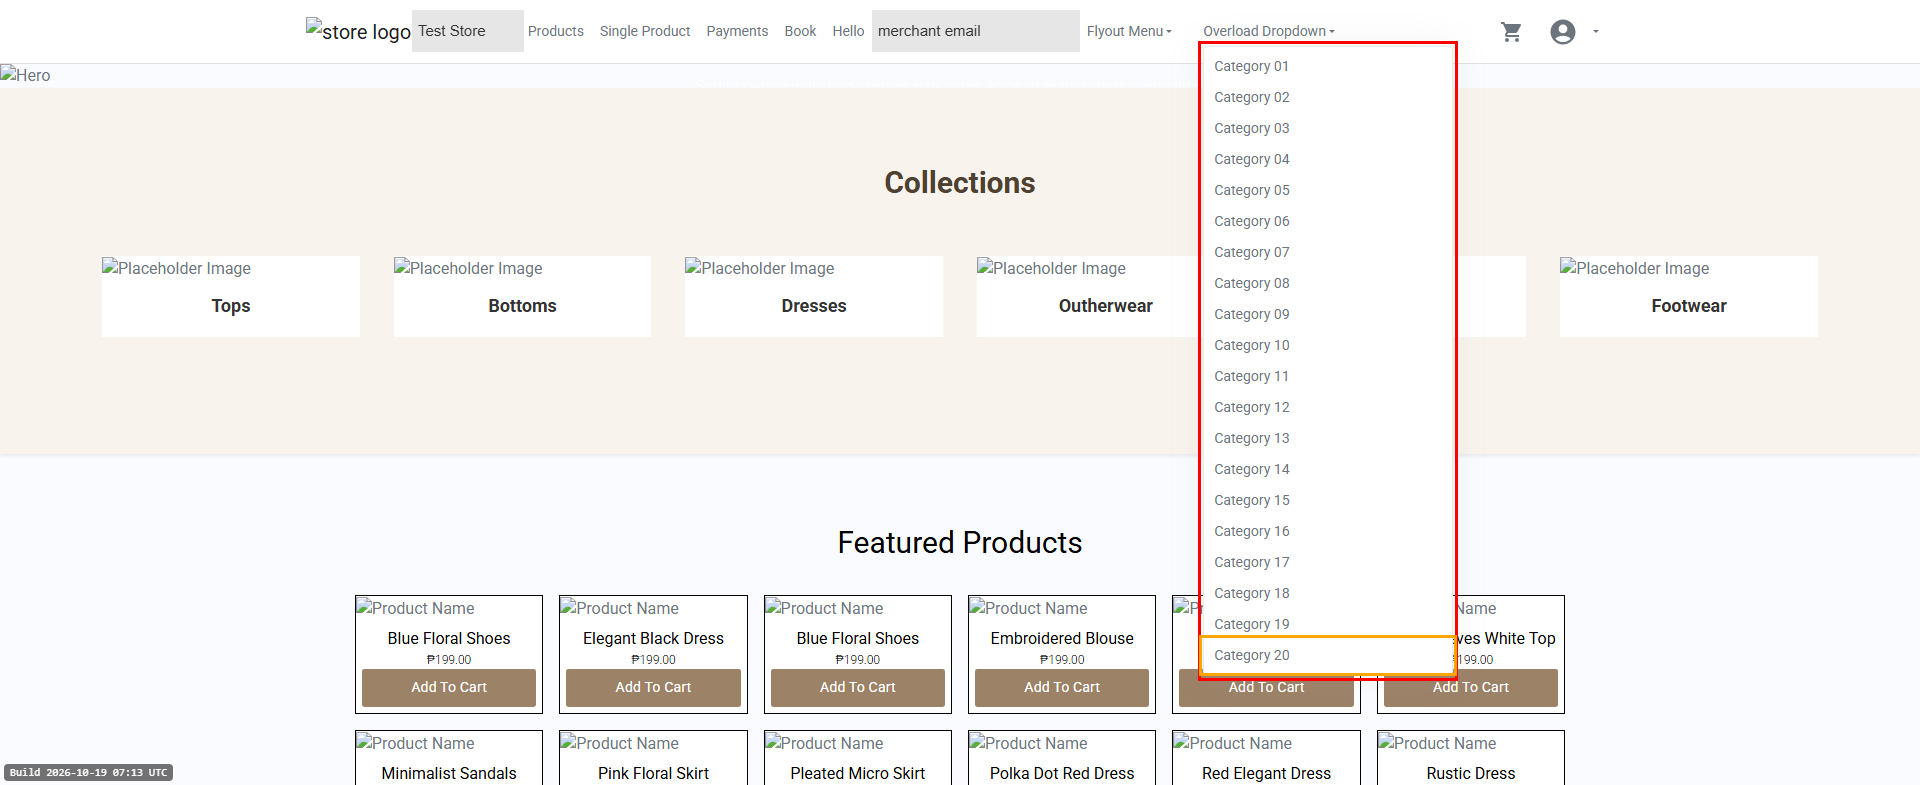 store logo Test Store Products Single Product Payments Book Hello merchant email Flyout Menu Overload Dropdown
Hero
Category 01
Category 02
Category 03
Category 04
Category 05
Category 06
Category 07
Category 08
Category 09
Category 10
Category 11
Category 12
Category 13
Category 14
Category 15
Category 16
Category 17
Category 18
Category 19
Category 20
Collections
Placeholder Image Placeholder Image Placeholder Image Placeholder Image Placeholder Image
Tops Bottoms Dresses Outherwear Footwear
Featured Products
Product Name Product Name Product Name Product Name P Name
Blue Floral Shoes Elegant Black Dress Blue Floral Shoes Embroidered Blouse ves White Top
₱199.00 ₱199.00 ₱199.00 ₱199.00 199.00
Add To Cart Add To Cart Add To Cart Add To Cart Add To Cart Add To Cart
Product Name Product Name Product Name Product Name Product Name Product Name
Minimalist Sandals Pink Floral Skirt Pleated Micro Skirt Polka Dot Red Dress Red Elegant Dress Rustic Dress
Build 2026-10-19 07:13 UTC